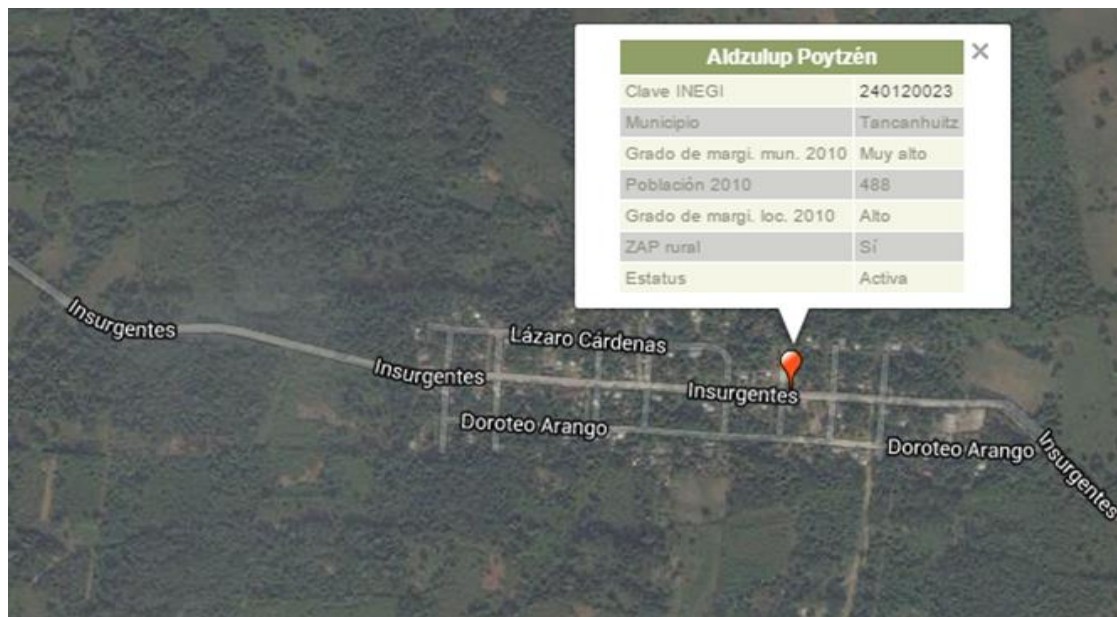 Aldzulup Poytzén
Clave INEGI 240120023
Municipio Tancanhuitz
Grado de margi. mun. 2010 Muy alto
Población 2010 488
Grado de margi. loc. 2010 Alto
ZAP rural Sí
Estatus Activa
Insurgentes
Lázaro Cárdenas
Insurgentes
Insurgentes
Doroteo Arango
Doroteo Arango
Insurgentes